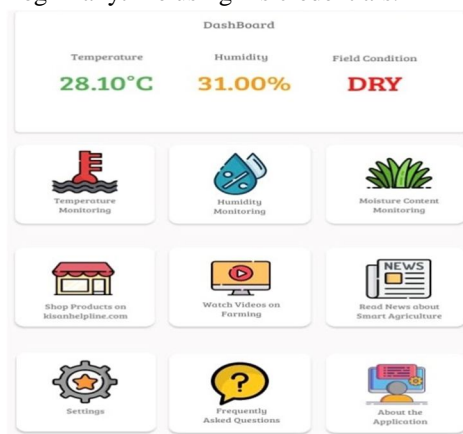 DashBoard
Temperature Humidity Field Condition
28.10°C 31.00% DRY
Temperature
Monitoring
Humidity
Monitoring
Moisture Content
Monitoring
Shop Products on
kisanhelpline.com
Watch Videos on
Farming
NEWS
Read News about
Smart Agriculture
Settings
?
Frequently
Asked Questions
About the
Application